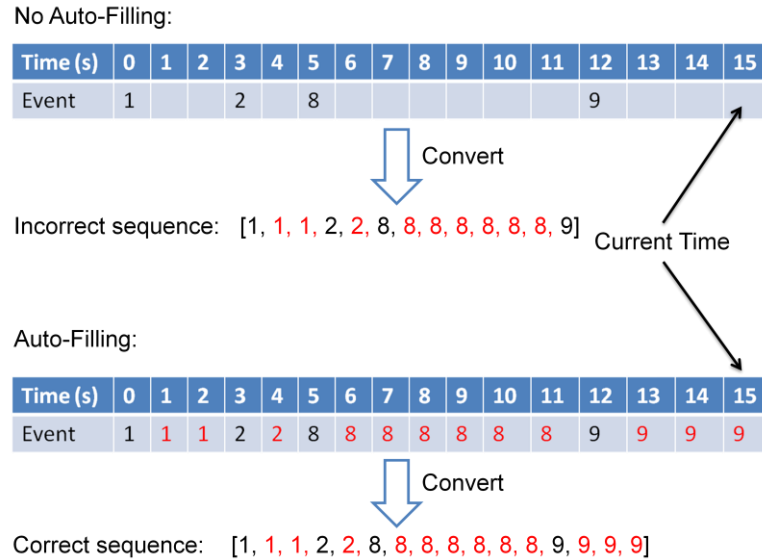 No Auto-Filling:
Time (s) 0 1 2 3 4 5 6 7 8 9 10 11 12 13 14 15
Event 1 2 8 9
Convert
Incorrect sequence: [1, 1, 1, 2, 2, 8, 8, 8, 8, 8, 8, 8, 9]
Current Time
Auto-Filling:
Time (s) 0 1 2 3 4 5 6 7 8 9 10 11 12 13 14 15
Event 1 1 1 2 2 8 8 8 8 8 8 8 9 9 9 9
Convert
Correct sequence: [1, 1, 1, 2, 2, 8, 8, 8, 8, 8, 8, 8, 9, 9, 9, 9]